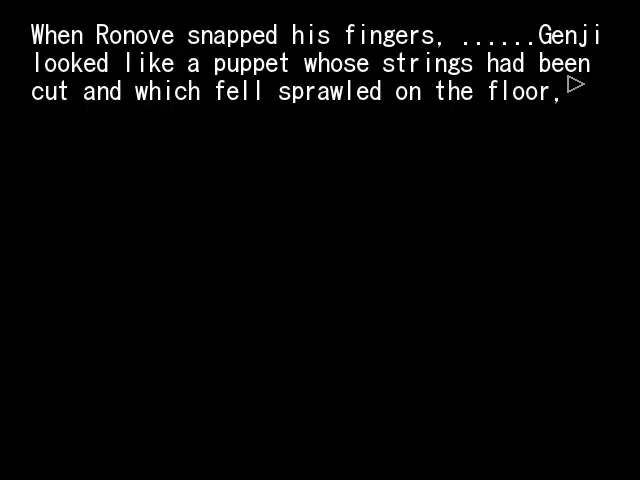 When Ronove snapped his fingers, ......Genji
looked like a puppet whose strings had been
cut and which fell sprawled on the floor,